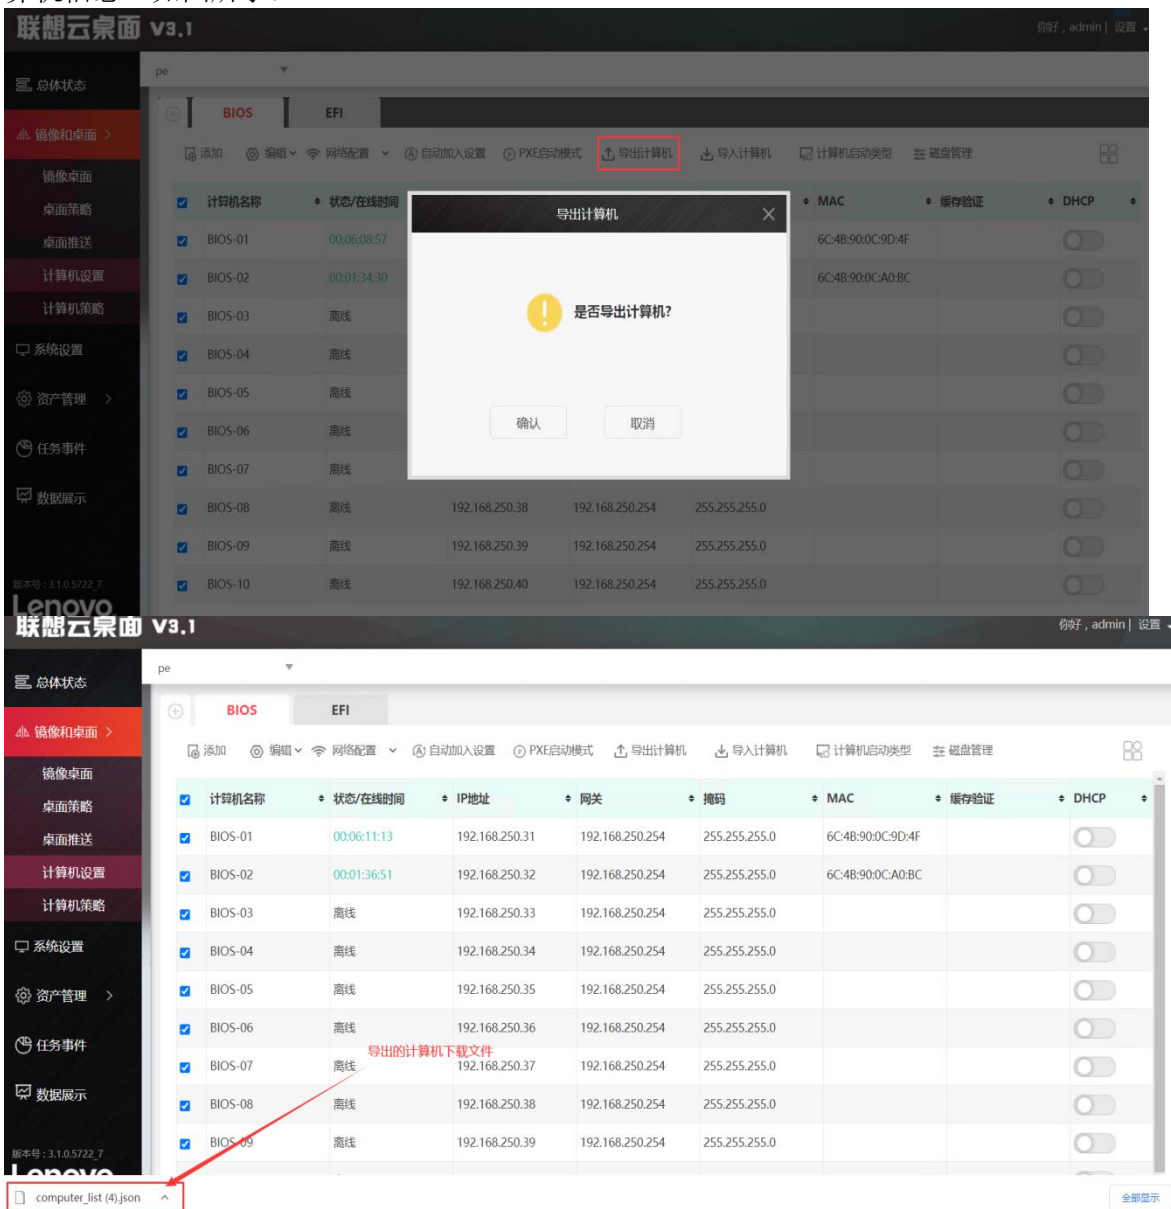 联想云桌面 V3.1
你好，admin | 设置
总体状态
pe
BIOS EFI
镜像和桌面 >
添加 编辑 网络配置 自动加入设置 PXE启动模式 导出计算机 导入计算机 计算机启动类型 磁盘管理
镜像桌面
桌面策略
桌面推送
计算机设置
计算机策略
系统设置
资产管理 >
任务事件
数据展示
计算机名称 状态/在线时间 MAC 缓存验证 DHCP
BIOS-01 00:06:08:57 6C:4B:90:0C:9D:4F
BIOS-02 00:01:34:30 6C:4B:90:0C:A0:BC
BIOS-03 离线
BIOS-04 离线
BIOS-05 离线
BIOS-06 离线
BIOS-07 离线
BIOS-08 离线 192.168.250.38 192.168.250.254 255.255.255.0
BIOS-09 离线 192.168.250.39 192.168.250.254 255.255.255.0
BIOS-10 离线 192.168.250.40 192.168.250.254 255.255.255.0
导出计算机
是否导出计算机?
确认 取消
版本号 : 3.1.0.5722_7
Lenovo
联想云桌面 V3.1
你好，admin | 设置
总体状态
pe
BIOS EFI
镜像和桌面 >
添加 编辑 网络配置 自动加入设置 PXE启动模式 导出计算机 导入计算机 计算机启动类型 磁盘管理
镜像桌面
桌面策略
桌面推送
计算机设置
计算机策略
系统设置
资产管理 >
任务事件
数据展示
计算机名称 状态/在线时间 IP地址 网关 掩码 MAC 缓存验证 DHCP
BIOS-01 00:06:11:13 192.168.250.31 192.168.250.254 255.255.255.0 6C:4B:90:0C:9D:4F
BIOS-02 00:01:36:51 192.168.250.32 192.168.250.254 255.255.255.0 6C:4B:90:0C:A0:BC
BIOS-03 离线 192.168.250.33 192.168.250.254 255.255.255.0
BIOS-04 离线 192.168.250.34 192.168.250.254 255.255.255.0
BIOS-05 离线 192.168.250.35 192.168.250.254 255.255.255.0
BIOS-06 离线 192.168.250.36 192.168.250.254 255.255.255.0
导出的计算机下载文件
BIOS-07 离线 192.168.250.37 192.168.250.254 255.255.255.0
BIOS-08 离线 192.168.250.38 192.168.250.254 255.255.255.0
BIOS-09 离线 192.168.250.39 192.168.250.254 255.255.255.0
版本号 : 3.1.0.5722_7
Lenovo
computer_list (4).json
全部显示